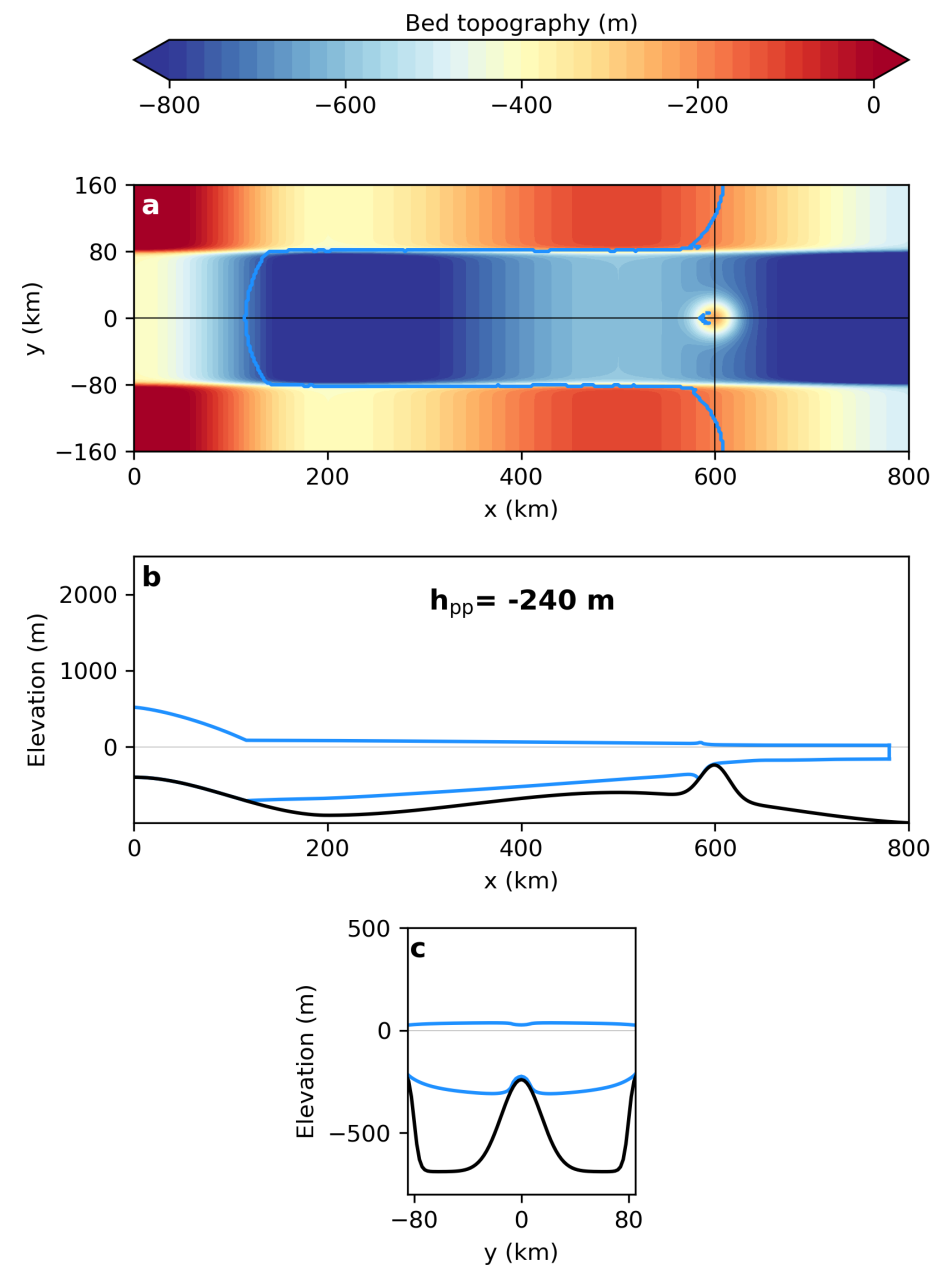 Bed topography (m)
−800 −600 −400 −200 0
a
160
80
0
−80
−160
y (km)
0 200 400 600 800
x (km)
b
h_pp= -240 m
2000
1000
0
Elevation (m)
0 200 400 600 800
x (km)
c
500
0
−500
Elevation (m)
−80 0 80
y (km)